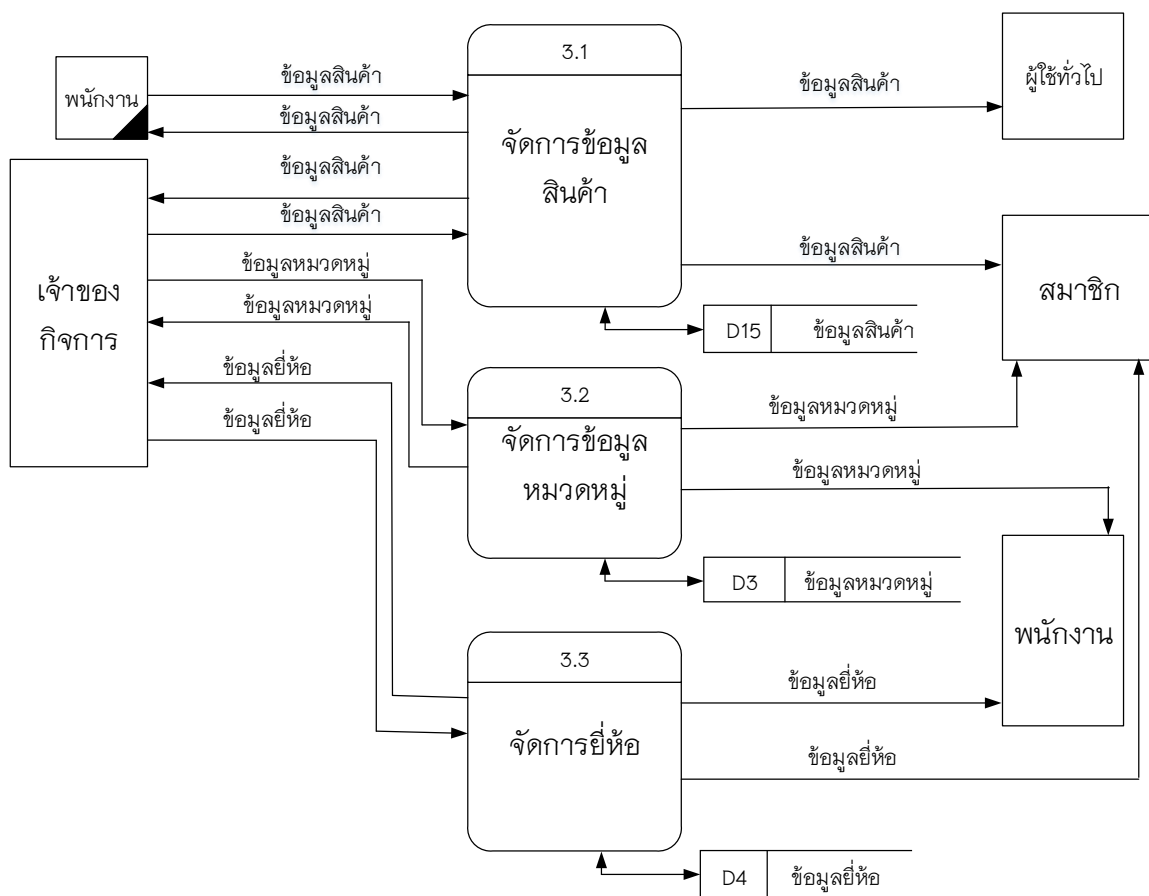 3.1
จัดการข้อมูล
สินค้า
พนักงาน
ข้อมูลสินค้า
ข้อมูลสินค้า
ข้อมูลสินค้า
ข้อมูลสินค้า
ข้อมูลสินค้า
ผู้ใช้ทั่วไป
ข้อมูลสินค้า
สมาชิก
เจ้าของ
กิจการ
ข้อมูลหมวดหมู่
ข้อมูลหมวดหมู่
ข้อมูลยี่ห้อ
ข้อมูลยี่ห้อ
D15
ข้อมูลสินค้า
3.2
จัดการข้อมูล
หมวดหมู่
ข้อมูลหมวดหมู่
ข้อมูลหมวดหมู่
D3
ข้อมูลหมวดหมู่
พนักงาน
3.3
จัดการยี่ห้อ
ข้อมูลยี่ห้อ
ข้อมูลยี่ห้อ
D4
ข้อมูลยี่ห้อ